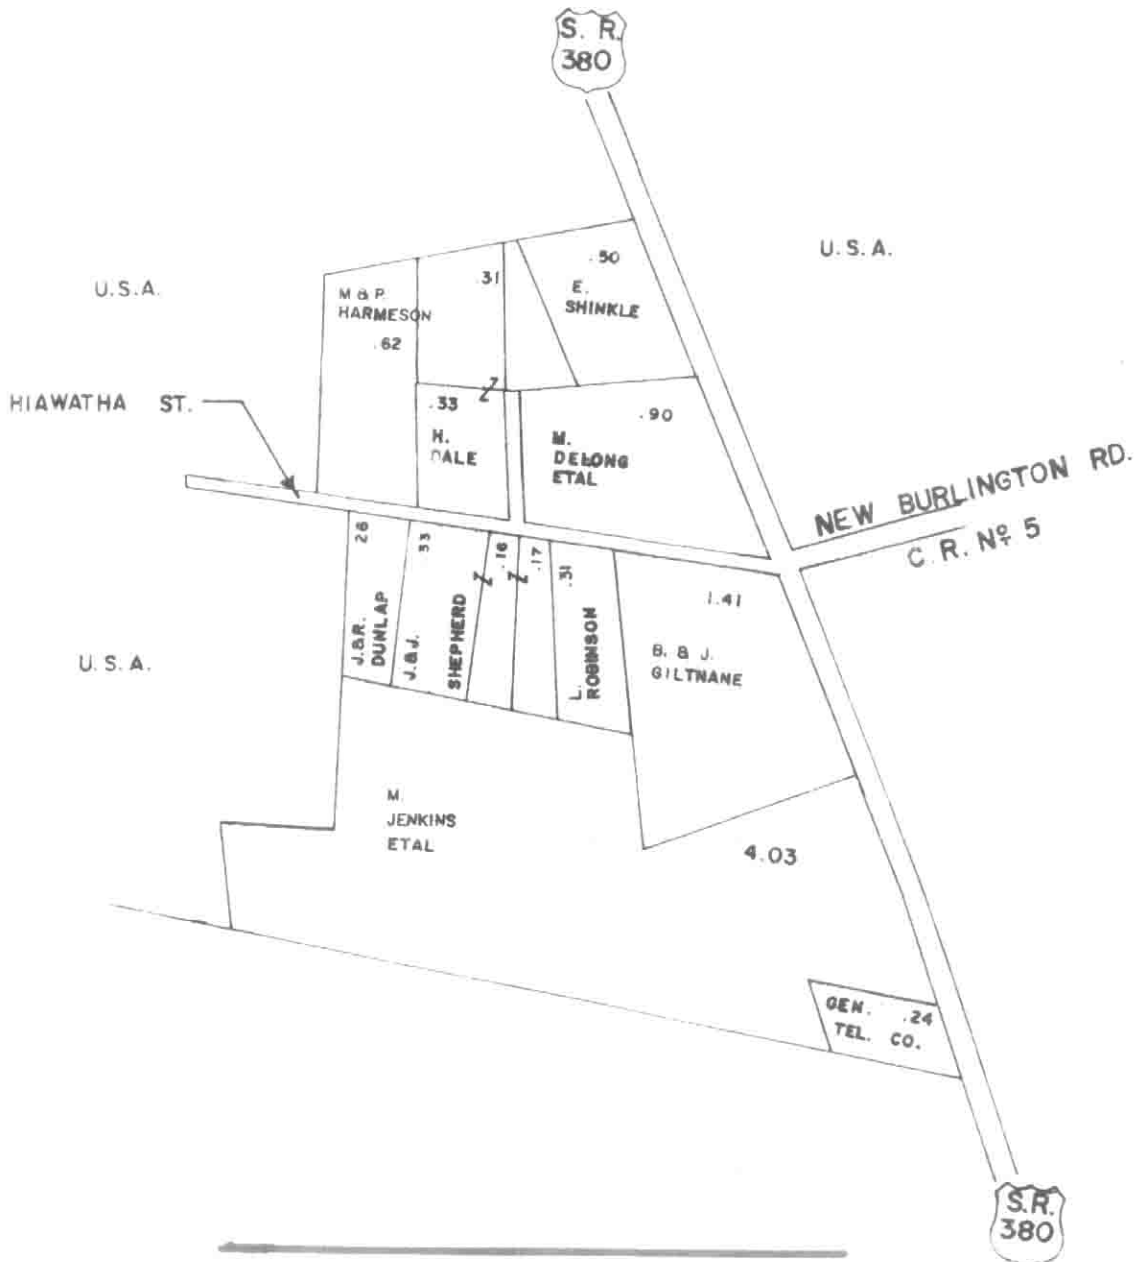 S. R.
380
U.S.A.
U.S.A.
.50
E.
SHINKLE
.31
M & P.
HARMESON
.62
HIAWATHA ST.
.33
H.
DALE
.90
M.
DELONG
ETAL
NEW BURLINGTON RD.
C. R. Nº 5
26
J.&R.
DUNLAP
33
J.&J.
SHEPHERD
.16
.17
.31
L.
ROBINSON
1.41
B. & J.
GILTNANE
U.S.A.
M.
JENKINS
ETAL
4.03
GEN. .24
TEL. CO.
S.R.
380